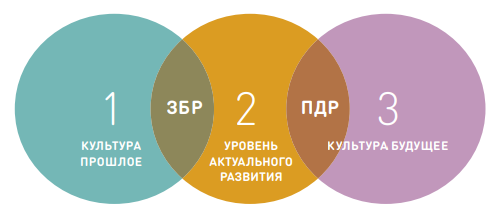 1
ЗБР
2
ПДР
3
КУЛЬТУРА
ПРОШЛОЕ
УРОВЕНЬ
АКТУАЛЬНОГО
РАЗВИТИЯ
КУЛЬТУРА БУДУЩЕЕ